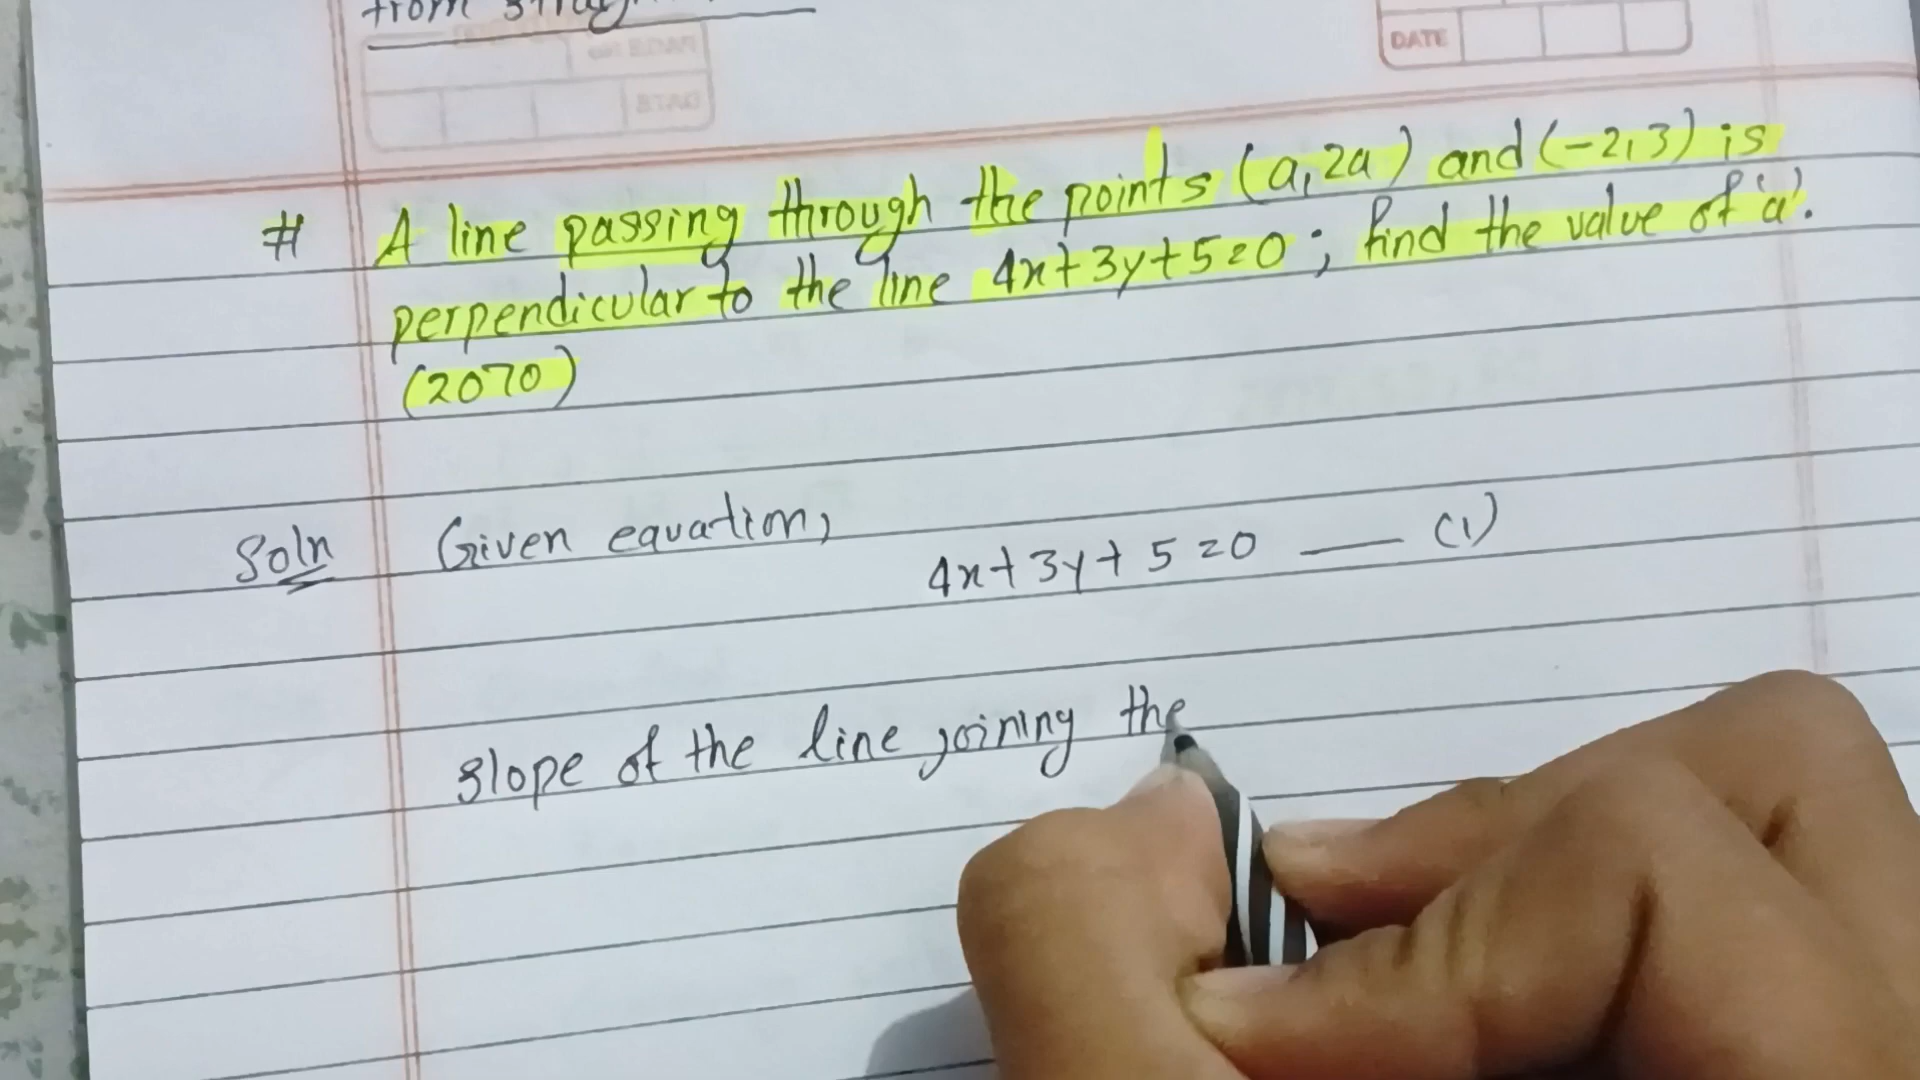 from
DATE
# A line passing through the points (a, 2a) and (-2, 3) is
perpendicular to the line 4x+3y+5=0; find the value of 'a'.
(2070)
Soln Given equation,
4x+3y+5=0 — (1)
slope of the line joining the